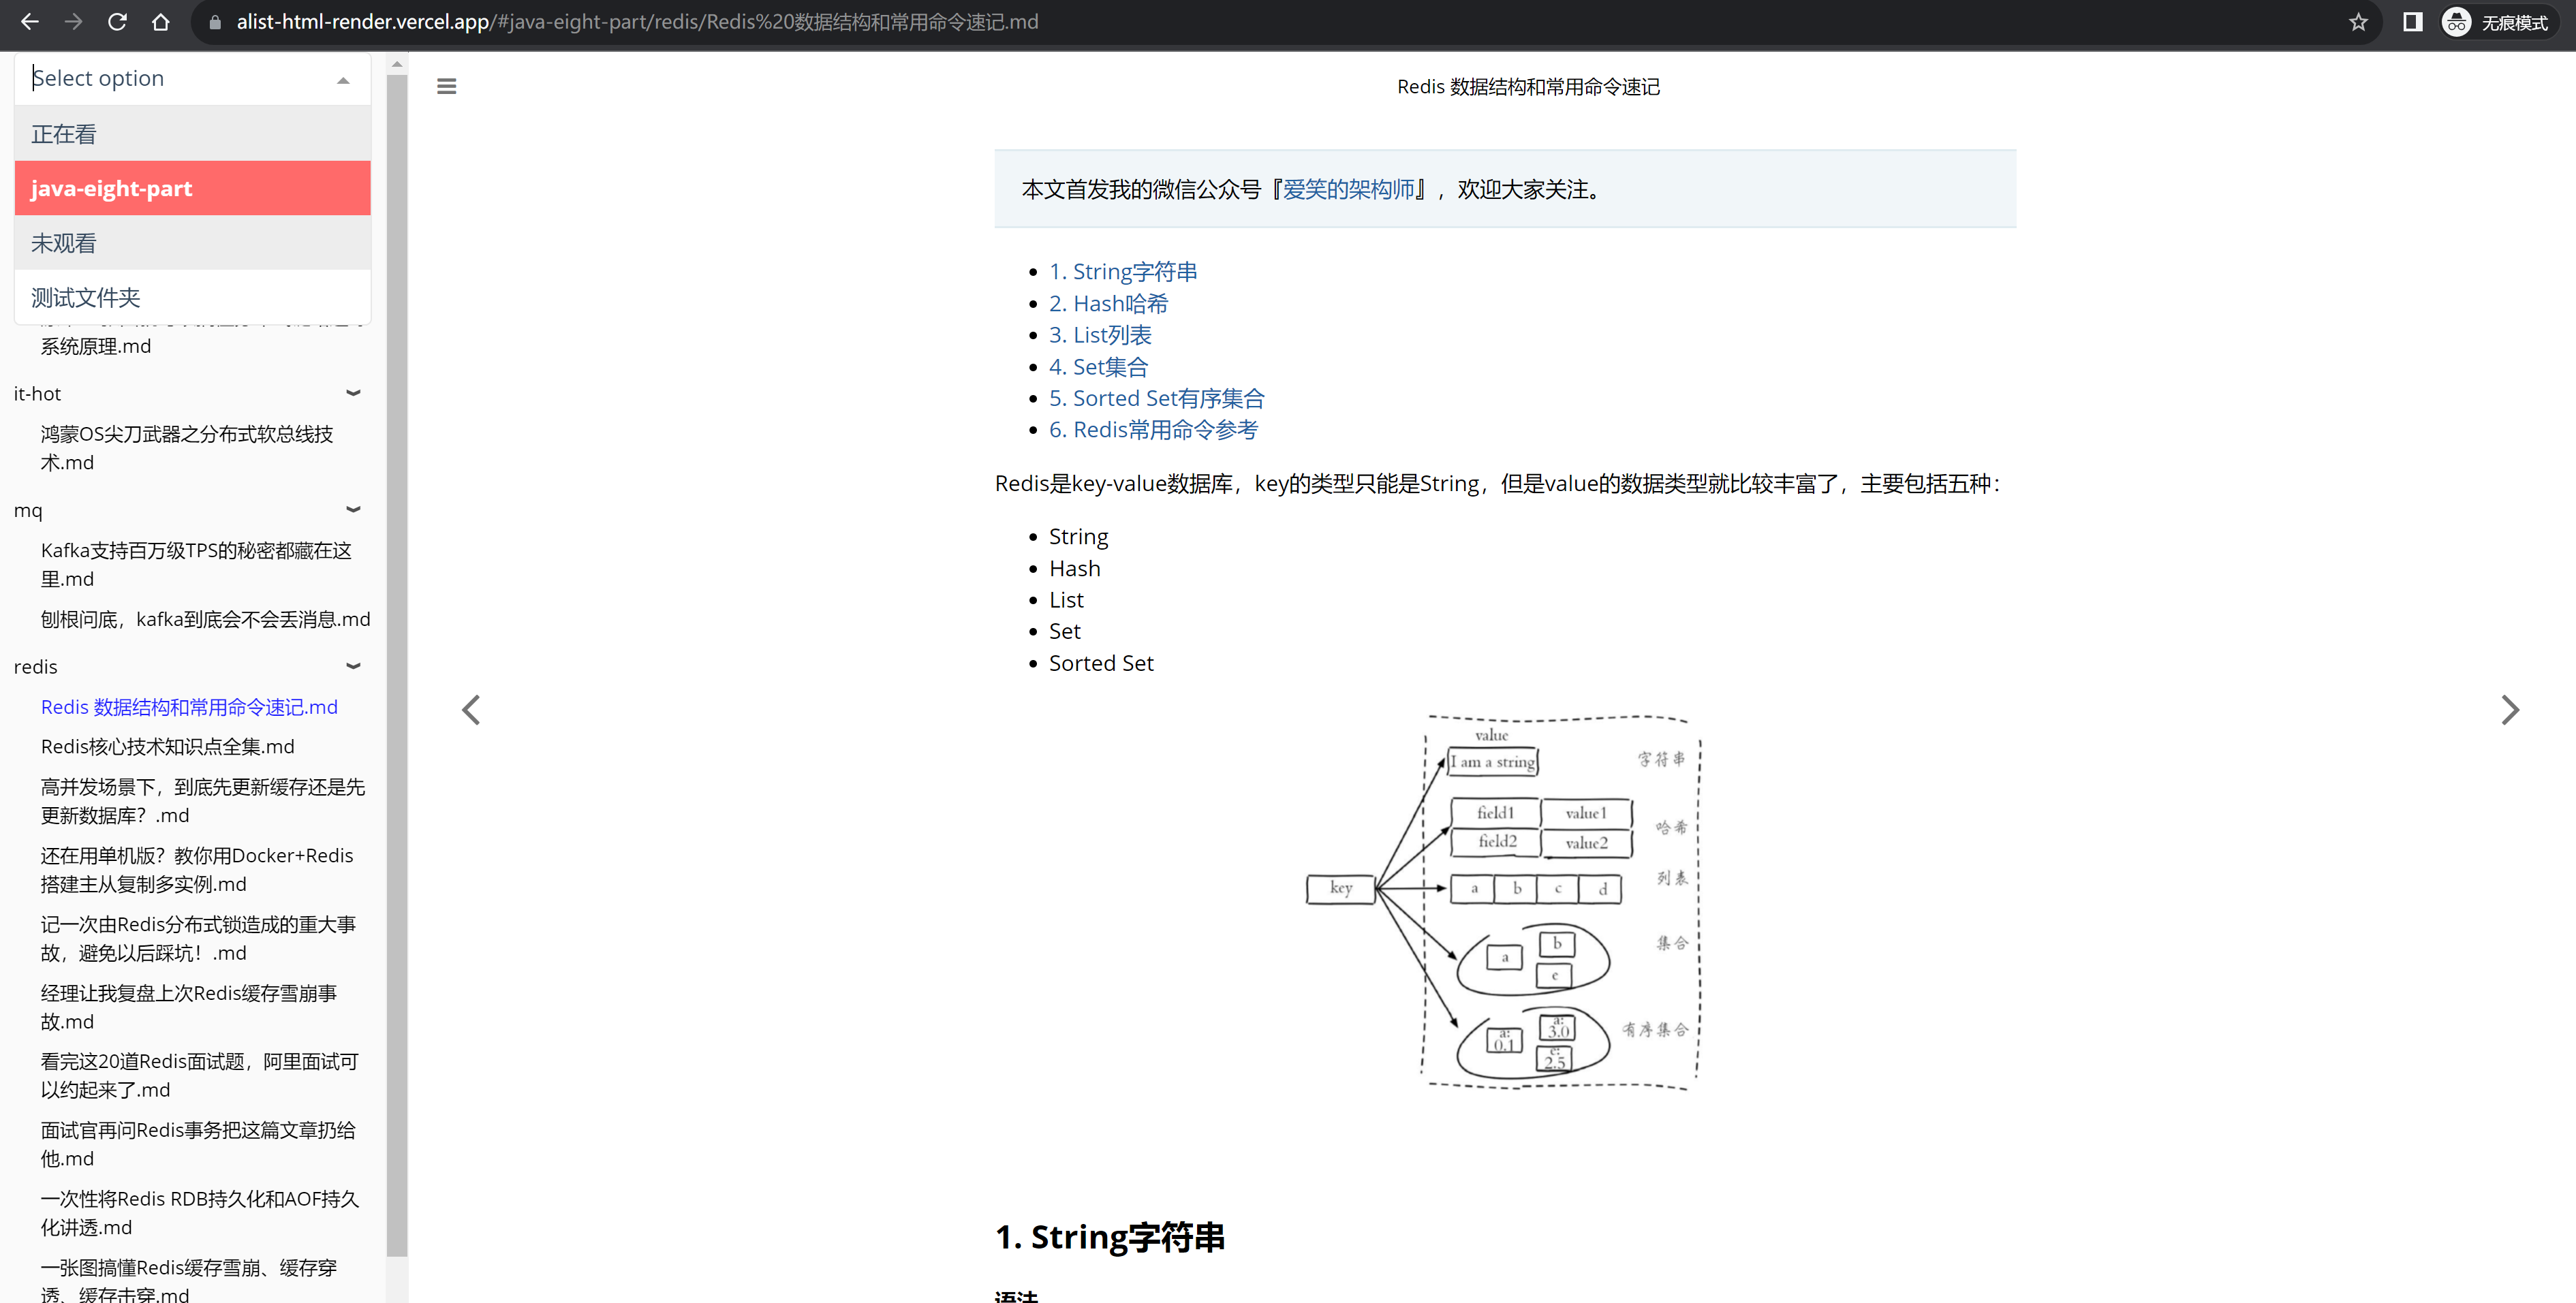 alist-html-render.vercel.app/#java-eight-part/redis/Redis%20数据结构和常用命令速记.md
无痕模式
Select option
正在看
java-eight-part
未观看
测试文件夹
系统原理.md
it-hot
鸿蒙OS尖刀武器之分布式软总线技
术.md
mq
Kafka支持百万级TPS的秘密都藏在这
里.md
刨根问底，kafka到底会不会丢消息.md
redis
Redis 数据结构和常用命令速记.md
Redis核心技术知识点全集.md
高并发场景下，到底先更新缓存还是先
更新数据库？.md
还在用单机版？教你用Docker+Redis
搭建主从复制多实例.md
记一次由Redis分布式锁造成的重大事
故，避免以后踩坑！.md
经理让我复盘上次Redis缓存雪崩事
故.md
看完这20道Redis面试题，阿里面试可
以约起来了.md
面试官再问Redis事务把这篇文章扔给
他.md
一次性将Redis RDB持久化和AOF持久
化讲透.md
一张图搞懂Redis缓存雪崩、缓存穿
透、缓存击穿.md
Redis 数据结构和常用命令速记
本文首发我的微信公众号『爱笑的架构师』，欢迎大家关注。
1. String字符串
2. Hash哈希
3. List列表
4. Set集合
5. Sorted Set有序集合
6. Redis常用命令参考
Redis是key-value数据库，key的类型只能是String，但是value的数据类型就比较丰富了，主要包括五种：
String
Hash
List
Set
Sorted Set
value
I am a string 字符串
field1 value1
哈希
field2 value2
列表
key a b c d
b 集合
a
e
a:
3.0 有序集合
a:
0.1
e:
2.5
1. String字符串
语法